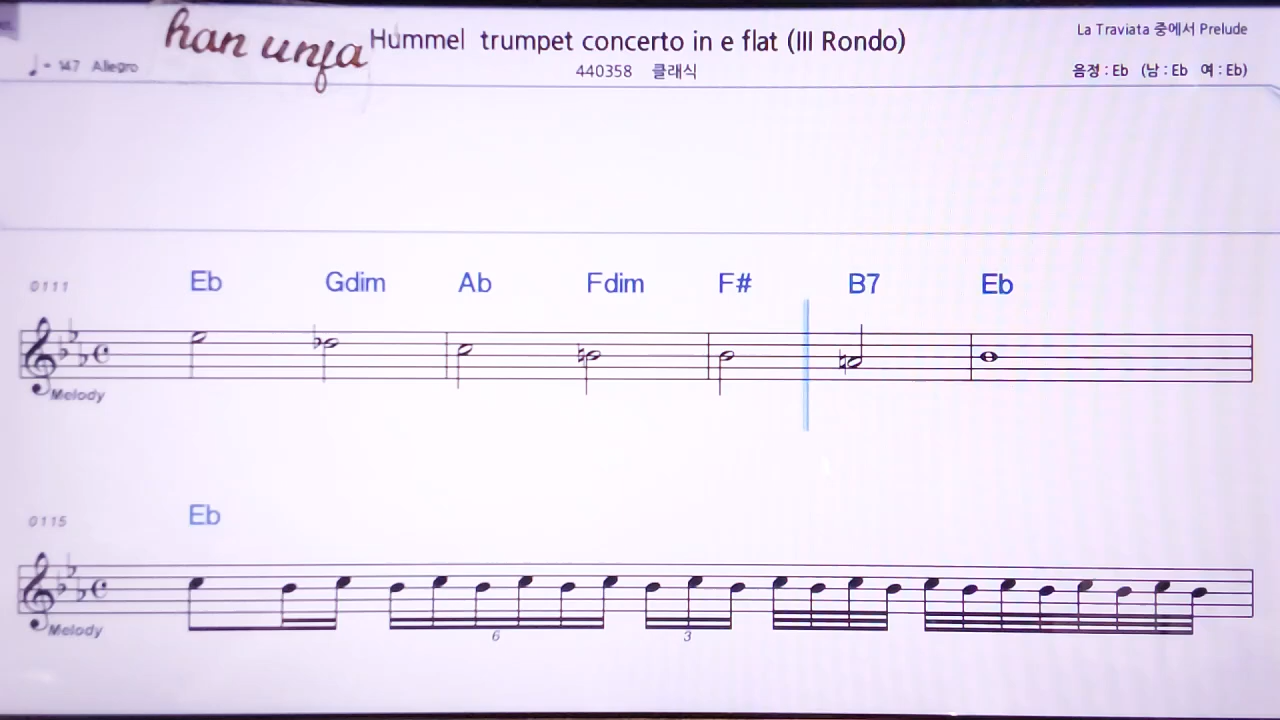 han unfa
Hummel trumpet concerto in e flat (III Rondo)
La Traviata 중에서 Prelude
= 147 Allegro
440358 클래식
음정 : Eb (남 : Eb 여 : Eb)
0111 Eb Gdim Ab Fdim F# B7 Eb
Melody
0115 Eb
Melody
6 3